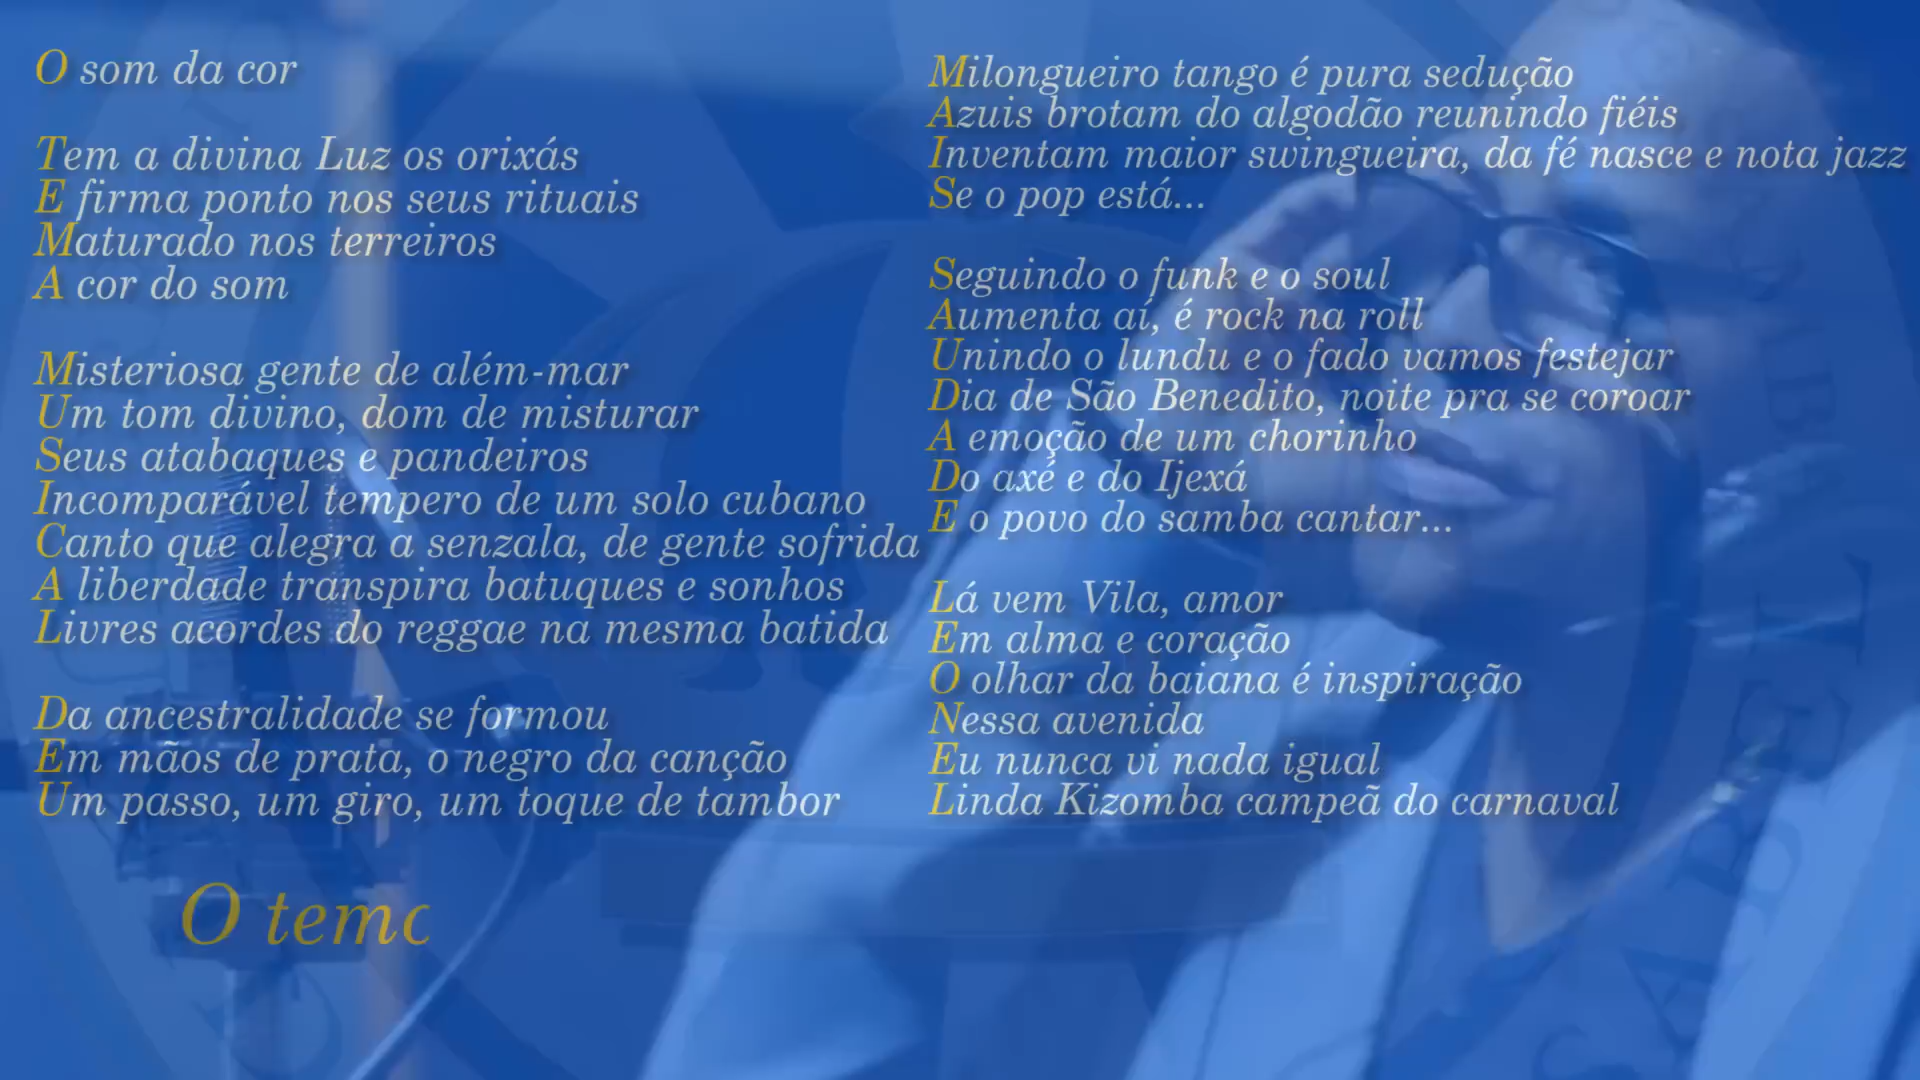 O som da cor
Tem a divina Luz os orixás
E firma ponto nos seus rituais
Maturado nos terreiros
A cor do som
Misteriosa gente de além-mar
Um tom divino, dom de misturar
Seus atabaques e pandeiros
Incomparável tempero de um solo cubano
Canto que alegra a senzala, de gente sofrida
A liberdade transpira batuques e sonhos
Livres acordes do reggae na mesma batida
Da ancestralidade se formou
Em mãos de prata, o negro da canção
Um passo, um giro, um toque de tambor
O tema
Milongueiro tango é pura sedução
Azuis brotam do algodão reunindo fiéis
Inventam maior swingueira, da fé nasce e nota jazz
Se o pop está...
Seguindo o funk e o soul
Aumenta aí, é rock na roll
Unindo o lundu e o fado vamos festejar
Dia de São Benedito, noite pra se coroar
A emoção de um chorinho
Do axé e do Ijexá
E o povo do samba cantar...
Lá vem Vila, amor
Em alma e coração
O olhar da baiana é inspiração
Nessa avenida
Eu nunca vi nada igual
Linda Kizomba campeã do carnaval